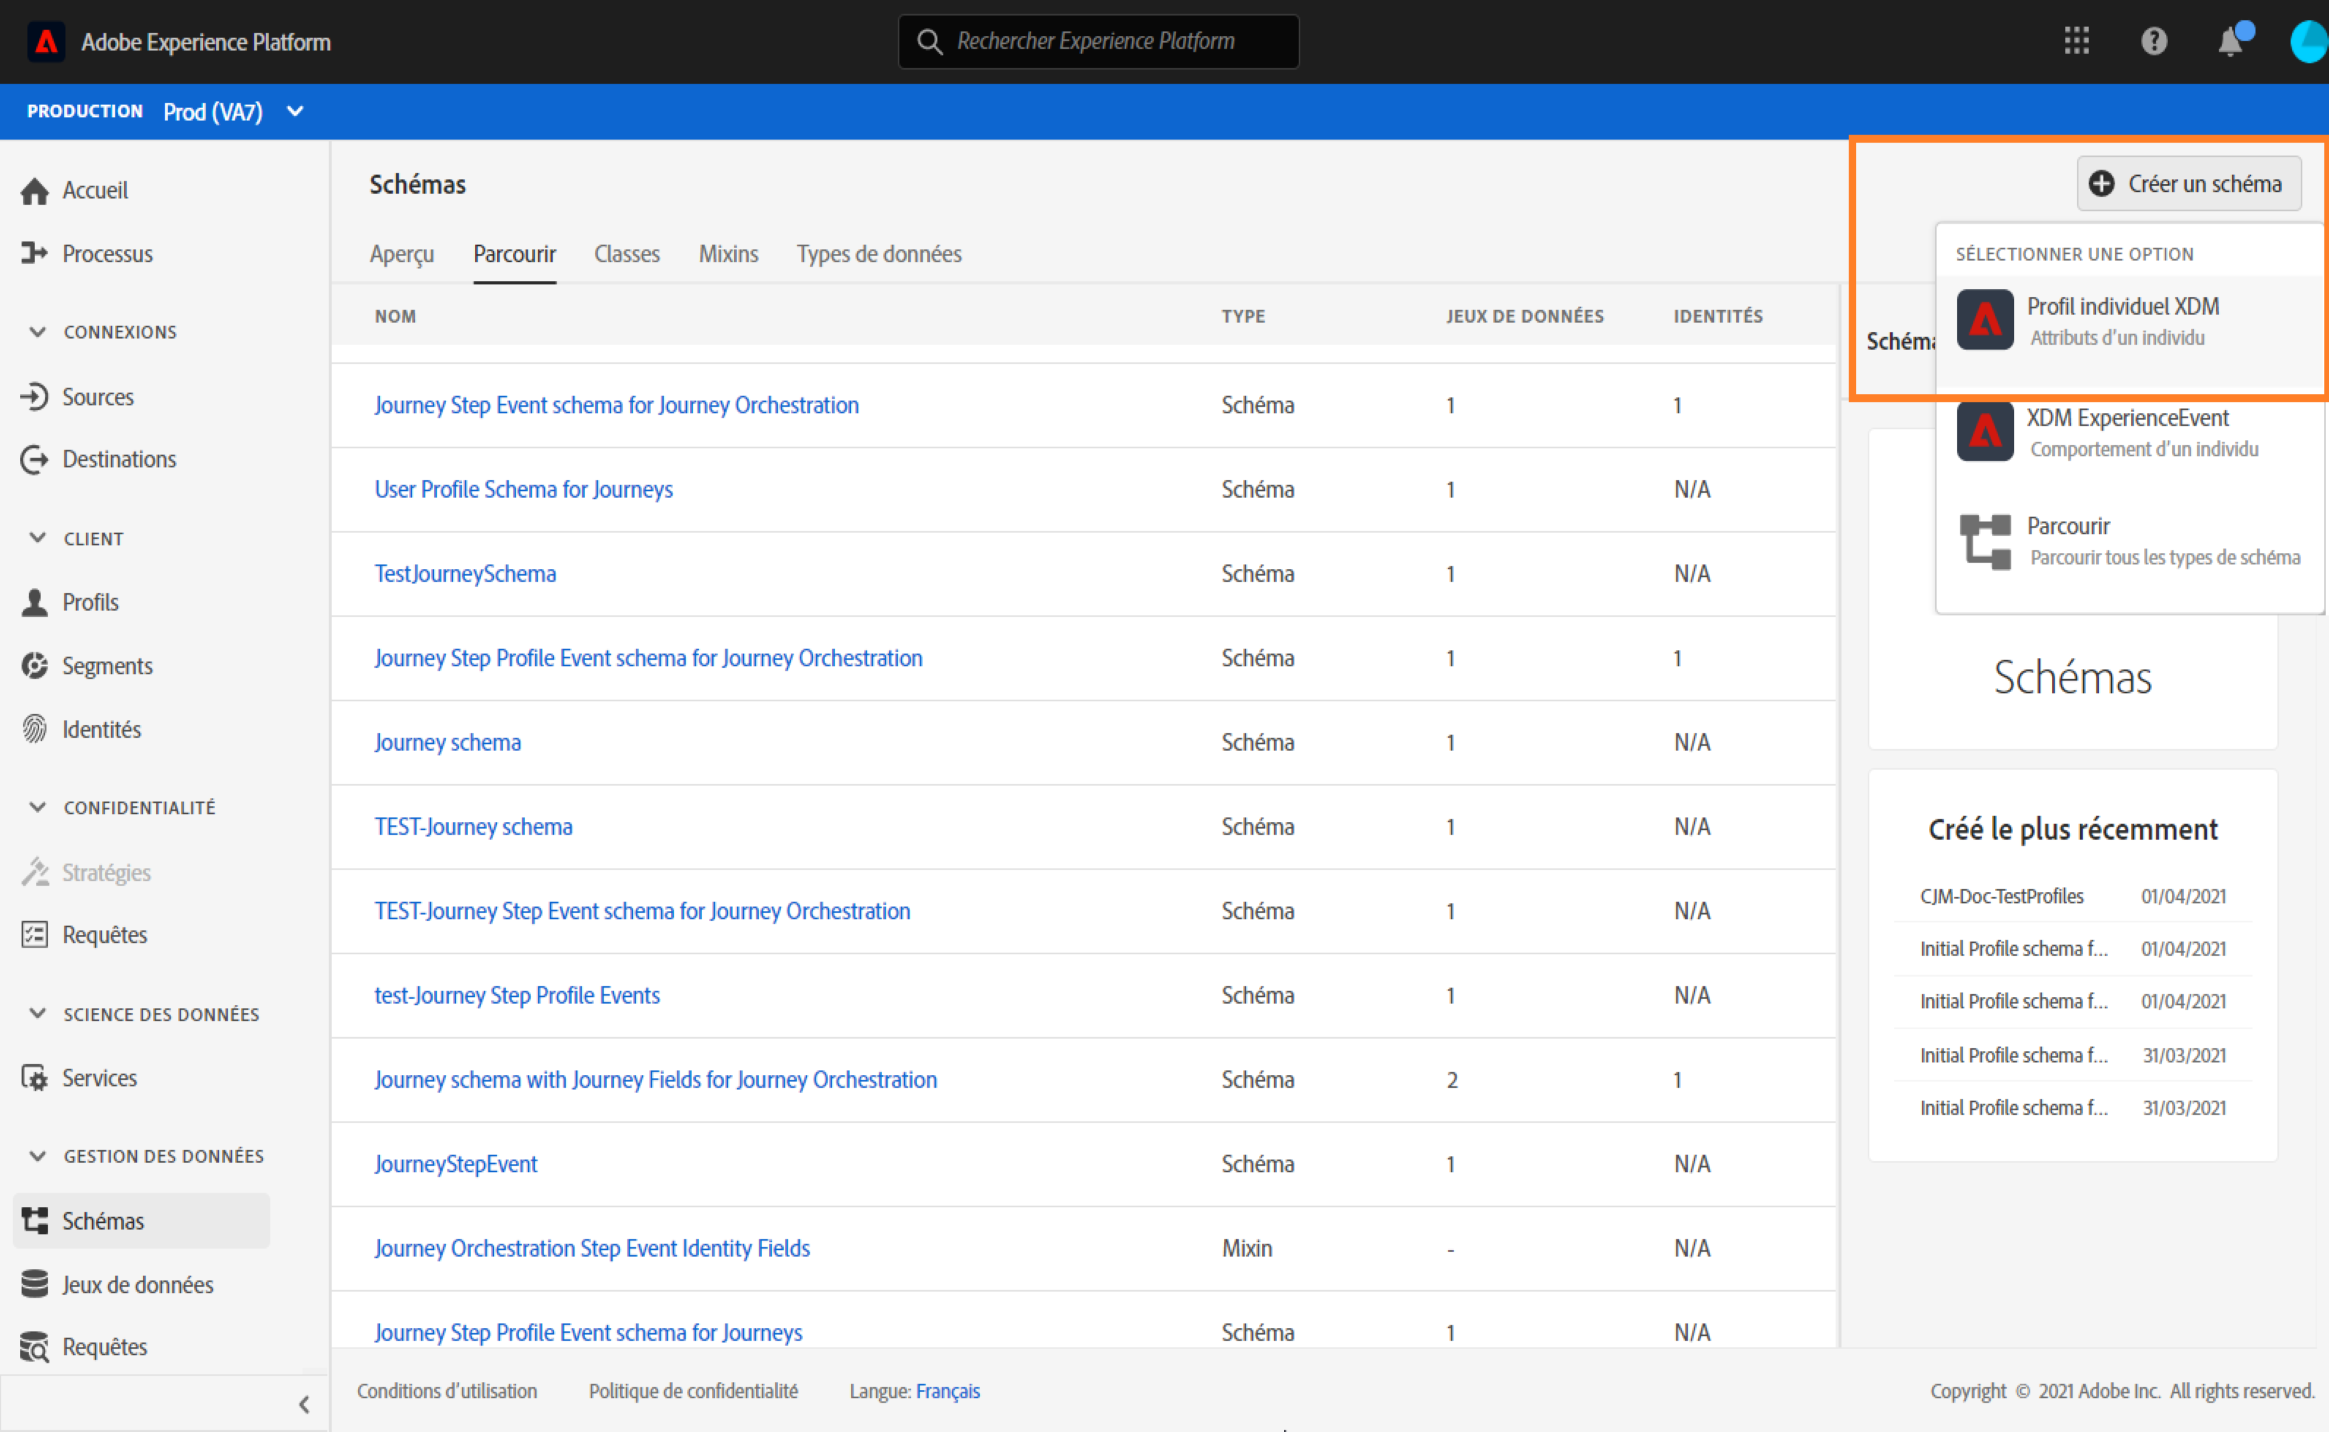 Adobe Experience Platform
Rechercher Experience Platform
PRODUCTION Prod (VA7)
Accueil
Processus
CONNEXIONS
Sources
Destinations
CLIENT
Profils
Segments
Identités
CONFIDENTIALITÉ
Stratégies
Requêtes
SCIENCE DES DONNÉES
Services
GESTION DES DONNÉES
Schémas
Jeux de données
Requêtes
Schémas
Créer un schéma
Aperçu Parcourir Classes Mixins Types de données
NOM TYPE JEUX DE DONNÉES IDENTITÉS
Journey Step Event schema for Journey Orchestration Schéma 1 1
User Profile Schema for Journeys Schéma 1 N/A
TestJourneySchema Schéma 1 N/A
Journey Step Profile Event schema for Journey Orchestration Schéma 1 1
Journey schema Schéma 1 N/A
TEST-Journey schema Schéma 1 N/A
TEST-Journey Step Event schema for Journey Orchestration Schéma 1 N/A
test-Journey Step Profile Events Schéma 1 N/A
Journey schema with Journey Fields for Journey Orchestration Schéma 2 1
JourneyStepEvent Schéma 1 N/A
Journey Orchestration Step Event Identity Fields Mixin - N/A
Journey Step Profile Event schema for Journeys Schéma 1 N/A
SÉLECTIONNER UNE OPTION
Profil individuel XDM
Attributs d'un individu
XDM ExperienceEvent
Comportement d'un individu
Parcourir
Parcourir tous les types de schéma
Schémas
Créé le plus récemment
CJM-Doc-TestProfiles 01/04/2021
Initial Profile schema f... 01/04/2021
Initial Profile schema f... 01/04/2021
Initial Profile schema f... 31/03/2021
Initial Profile schema f... 31/03/2021
Conditions d'utilisation Politique de confidentialité Langue: Français
Copyright © 2021 Adobe Inc. All rights reserved.